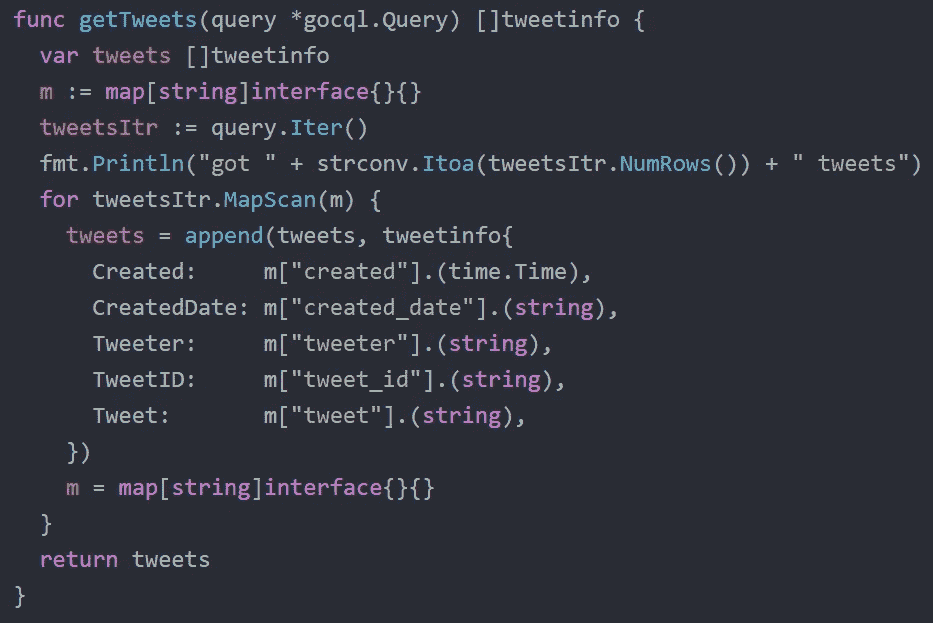 func getTweets(query *gocql.Query) []tweetinfo {
  var tweets []tweetinfo
  m := map[string]interface{}{}
  tweetsItr := query.Iter()
  fmt.Println("got " + strconv.Itoa(tweetsItr.NumRows()) + " tweets")
  for tweetsItr.MapScan(m) {
    tweets = append(tweets, tweetinfo{
      Created:     m["created"].(time.Time),
      CreatedDate: m["created_date"].(string),
      Tweeter:     m["tweeter"].(string),
      TweetID:     m["tweet_id"].(string),
      Tweet:       m["tweet"].(string),
    })
    m = map[string]interface{}{}
  }
  return tweets
}